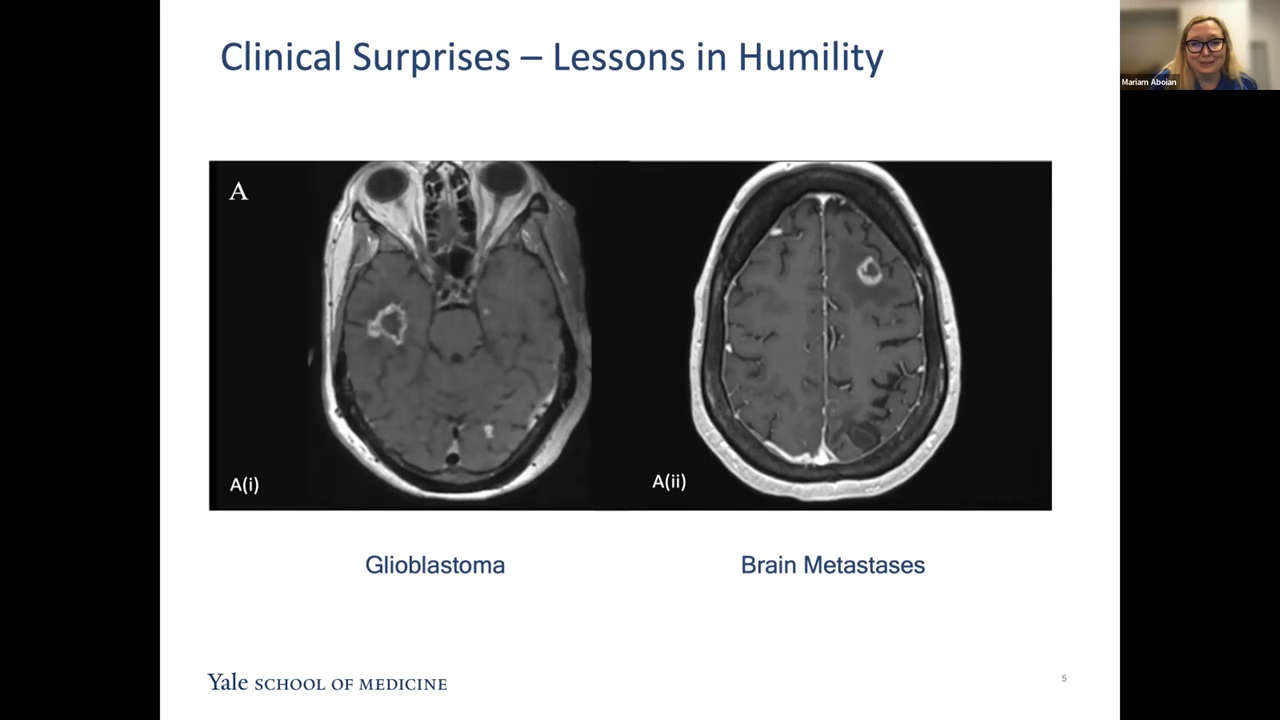 Clinical Surprises – Lessons in Humility
Mariam Aboian
A
A(i)
A(ii)
Glioblastoma
Brain Metastases
Yale SCHOOL OF MEDICINE
5